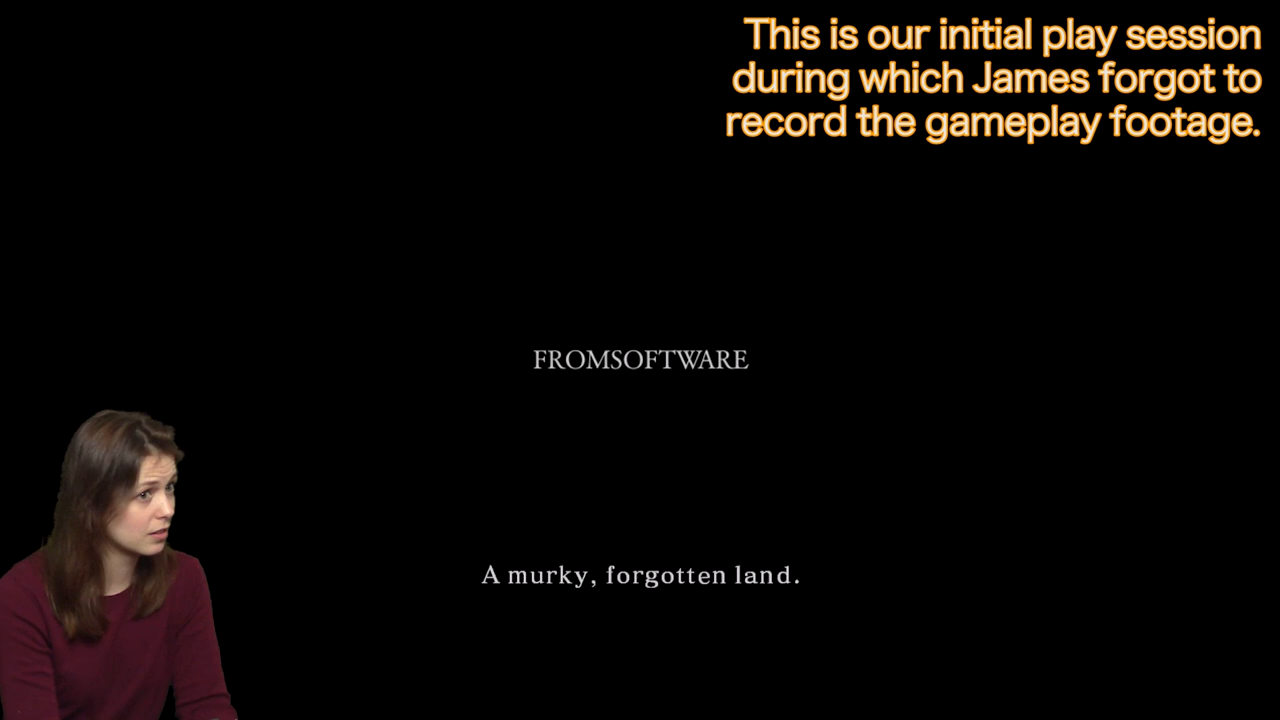 This is our initial play session
during which James forgot to
record the gameplay footage.
FROMSOFTWARE
A murky, forgotten land.